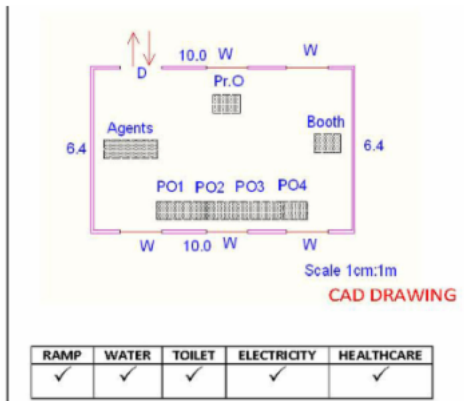 10.0 W W
D
Pr.O
Agents Booth
6.4 6.4
PO1 PO2 PO3 PO4
W 10.0 W W
Scale 1cm:1m
CAD DRAWING
RAMP WATER TOILET ELECTRICITY HEALTHCARE
✓ ✓ ✓ ✓ ✓